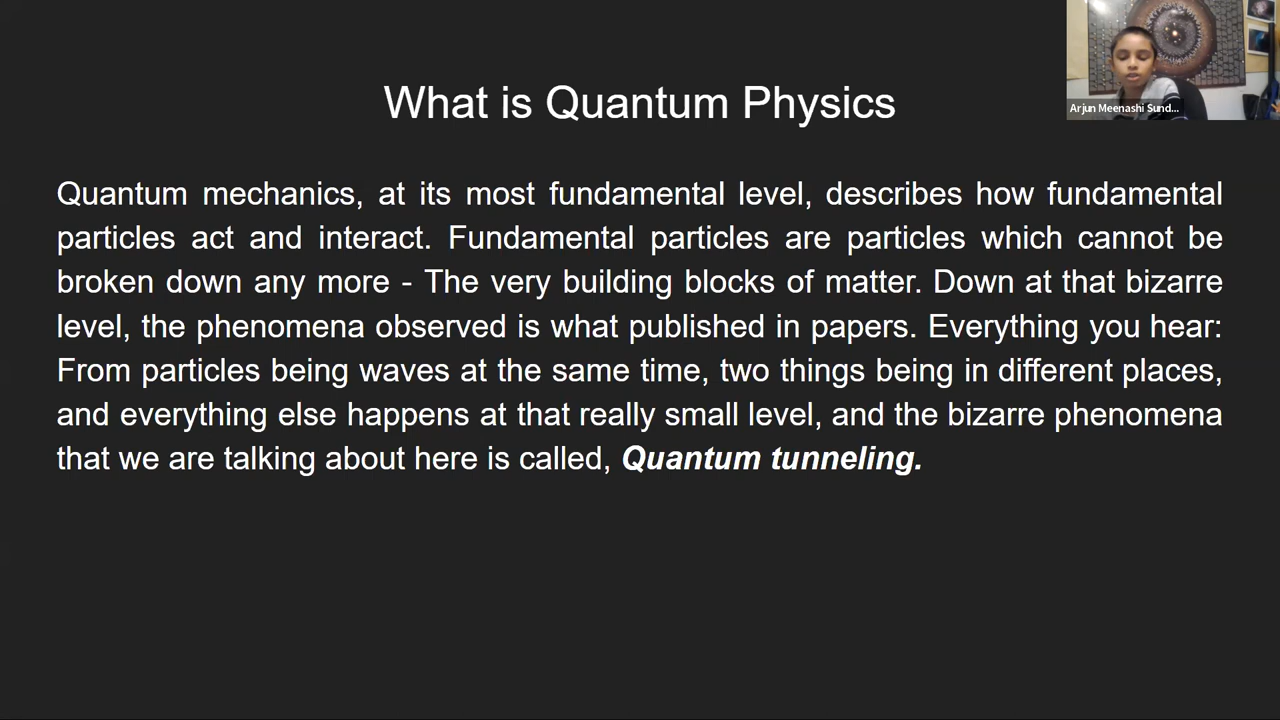 What is Quantum Physics
Arjun Meenashi Sund...
Quantum mechanics, at its most fundamental level, describes how fundamental
particles act and interact. Fundamental particles are particles which cannot be
broken down any more - The very building blocks of matter. Down at that bizarre
level, the phenomena observed is what published in papers. Everything you hear:
From particles being waves at the same time, two things being in different places,
and everything else happens at that really small level, and the bizarre phenomena
that we are talking about here is called, Quantum tunneling.